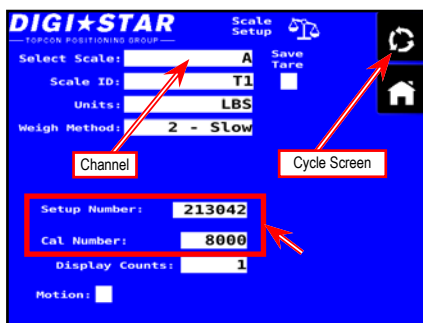 DIGI★STAR
TOPCON POSITIONING GROUP
Scale Setup
Select Scale: A
Save Tare
Scale ID: T1
Units: LBS
Weigh Method: 2 - Slow
Channel
Cycle Screen
Setup Number: 213042
Cal Number: 8000
Display Counts: 1
Motion: